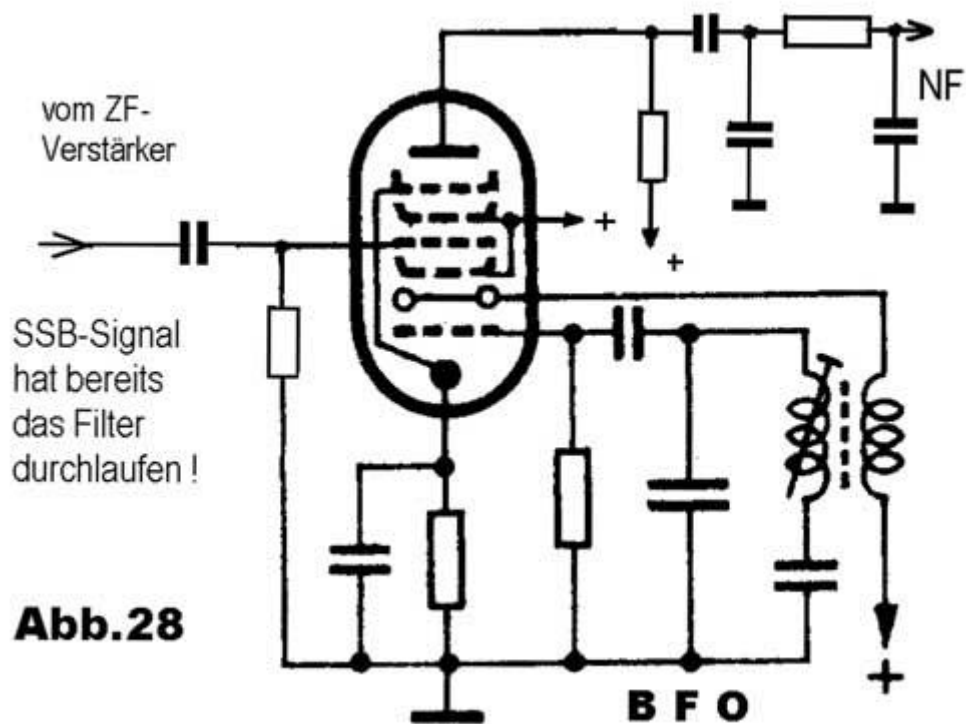 vom ZF-
Verstärker
NF
+
+
SSB-Signal
hat bereits
das Filter
durchlaufen !
Abb.28
B F O
+